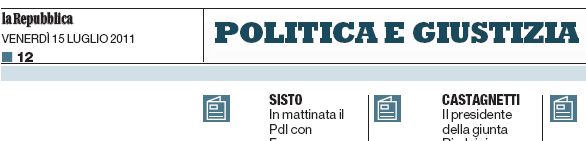 la Repubblica
VENERDÌ 15 LUGLIO 2011
12
POLITICA E GIUSTIZIA
SISTO
In mattinata il
Pdl con
CASTAGNETTI
Il presidente
della giunta